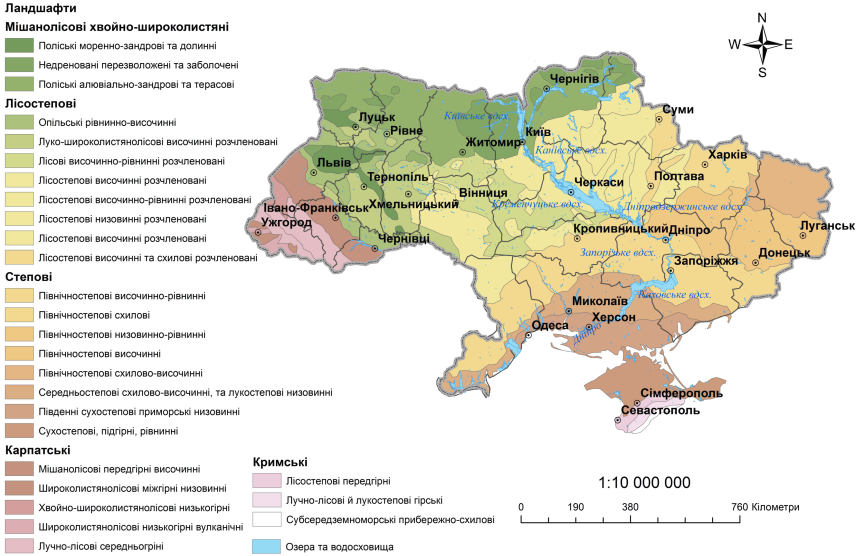 Ландшафти
Мішанолісові хвойно-широколистяні
Поліські моренно-зандрові та долинні
Недреновані перезволожені та заболочені
Поліські алювіально-зандрові та терасові
Лісостепові
Опільські рівнинно-височинні
Луко-широколистянолісові височинні розчленовані
Лісові височинно-рівнинні розчленовані
Лісостепові височинні розчленовані
Лісостепові височинно-рівнинні розчленовані
Лісостепові низовинні розчленовані
Лісостепові височинні розчленовані
Лісостепові височинні та схилові розчленовані
Степові
Північностепові височинно-рівнинні
Північностепові схилові
Північностепові низовинно-рівнинні
Північностепові височинні
Північностепові схилово-височинні
Середньостепові схилово-височинні, та лукостепові низовинні
Південні сухостепові приморські низовинні
Сухостепові, підгірні, рівнинні
Карпатські
Мішанолісові передгірні височинні
Широколистянолісові міжгірні низовинні
Хвойно-широколистянолісові низькогірні
Широколистянолісові низькогірні вулканічні
Лучно-лісові середньогріні
Кримські
Лісостепові передгірні
Лучно-лісові й лукостепові гірські
Субсередземноморські прибережно-схилові
Озера та водосховища
N
W E
S
Чернігів
Суми
Луцьк
Київське вдсх.
Рівне
Київ
Житомир
Канівське вдсх.
Харків
Львів
Полтава
Тернопіль
Вінниця
Черкаси
Хмельницький
Кременчуцьке вдсх.
Дніпродзержинське вдсх.
Івано-Франківськ
Ужгород
Чернівці
Кропивницький
Дніпро
Луганськ
Запорізьке вдсх.
Запоріжжя
Донецьк
Каховське вдсх.
Миколаїв
Херсон
Одеса
Дніпро
Сімферополь
Севастополь
1:10 000 000
0 190 380 760 Кілометри